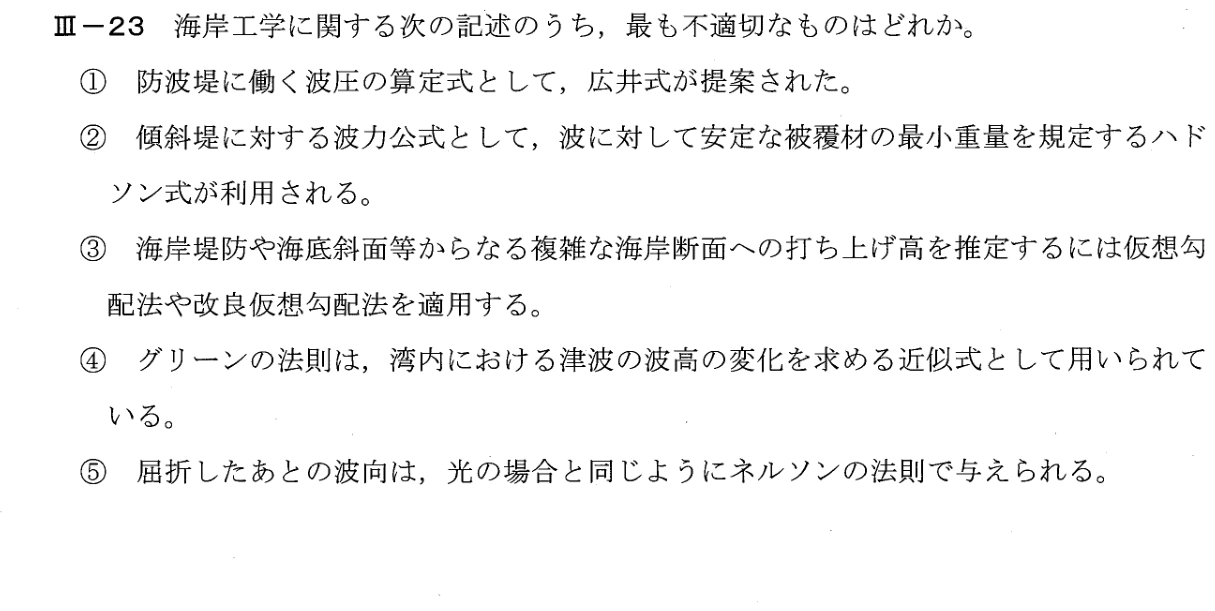 Ⅲ－23　海岸工学に関する次の記述のうち，最も不適切なものはどれか。
①　防波堤に働く波圧の算定式として，広井式が提案された。
②　傾斜堤に対する波力公式として，波に対して安定な被覆材の最小重量を規定するハド
ソン式が利用される。
③　海岸堤防や海底斜面等からなる複雑な海岸断面への打ち上げ高を推定するには仮想勾
配法や改良仮想勾配法を適用する。
④　グリーンの法則は，湾内における津波の波高の変化を求める近似式として用いられて
いる。
⑤　屈折したあとの波向は，光の場合と同じようにネルソンの法則で与えられる。